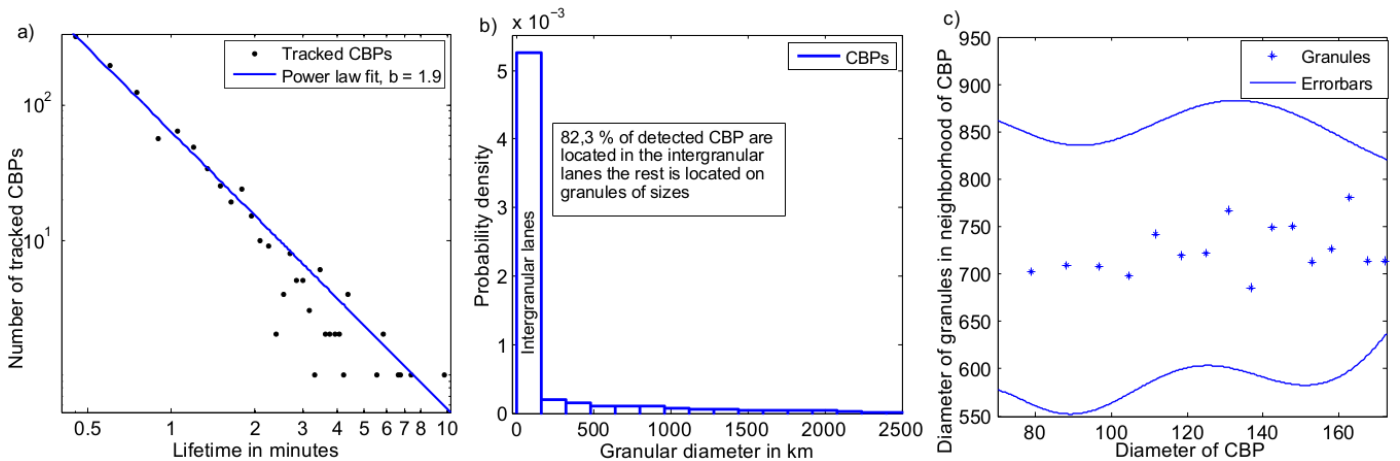 a)
Number of tracked CBPs
10^2
10^1
Tracked CBPs
Power law fit, b = 1.9
0.5 1 2 3 4 5 6 7 8 10
Lifetime in minutes
b)
x 10^-3
Probability density
5
4
3
2
1
0
CBPs
82,3 % of detected CBP are
located in the intergranular
lanes the rest is located on
granules of sizes
Intergranular lanes
0 500 1000 1500 2000 2500
Granular diameter in km
c)
Diameter of granules in neighborhood of CBP
950
900
850
800
750
700
650
600
550
Granules
Errorbars
80 100 120 140 160
Diameter of CBP